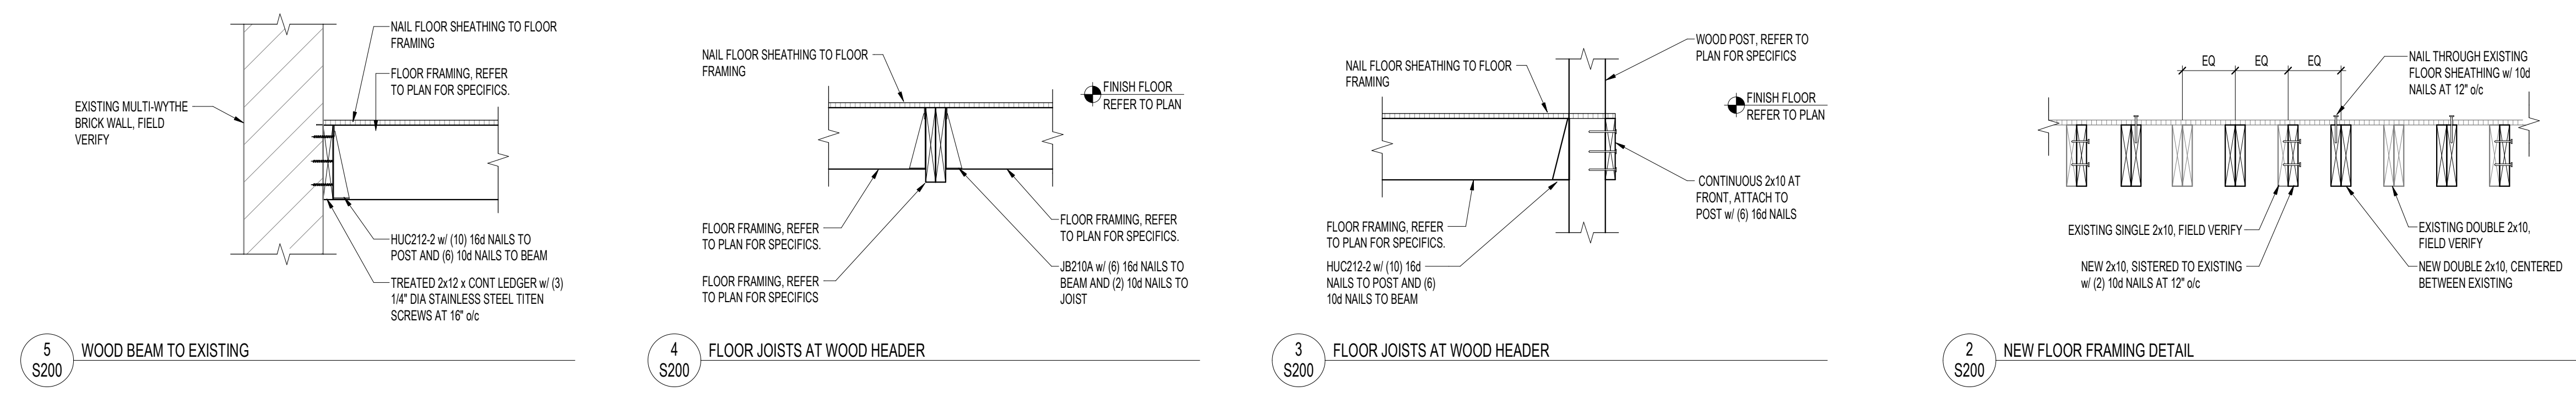 NAIL FLOOR SHEATHING TO FLOOR
FRAMING
FLOOR FRAMING, REFER
TO PLAN FOR SPECIFICS.
EXISTING MULTI-WYTHE
BRICK WALL, FIELD
VERIFY
HUC212-2 w/ (10) 16d NAILS TO
POST AND (6) 10d NAILS TO BEAM
TREATED 2x12 x CONT LEDGER w/ (3)
1/4" DIA STAINLESS STEEL TITEN
SCREWS AT 16" o/c
5
S200
WOOD BEAM TO EXISTING
NAIL FLOOR SHEATHING TO FLOOR
FRAMING
FINISH FLOOR
REFER TO PLAN
FLOOR FRAMING, REFER
TO PLAN FOR SPECIFICS.
FLOOR FRAMING, REFER
TO PLAN FOR SPECIFICS
FLOOR FRAMING, REFER
TO PLAN FOR SPECIFICS.
JB210A w/ (6) 16d NAILS TO
BEAM AND (2) 10d NAILS TO
JOIST
4
S200
FLOOR JOISTS AT WOOD HEADER
WOOD POST, REFER TO
PLAN FOR SPECIFICS
NAIL FLOOR SHEATHING TO FLOOR
FRAMING
FINISH FLOOR
REFER TO PLAN
CONTINUOUS 2x10 AT
FRONT, ATTACH TO
POST w/ (6) 16d NAILS
FLOOR FRAMING, REFER
TO PLAN FOR SPECIFICS.
HUC212-2 w/ (10) 16d
NAILS TO POST AND (6)
10d NAILS TO BEAM
3
S200
FLOOR JOISTS AT WOOD HEADER
EQ
EQ
EQ
NAIL THROUGH EXISTING
FLOOR SHEATHING w/ 10d
NAILS AT 12" o/c
EXISTING SINGLE 2x10, FIELD VERIFY
NEW 2x10, SISTERED TO EXISTING
w/ (2) 10d NAILS AT 12" o/c
EXISTING DOUBLE 2x10,
FIELD VERIFY
NEW DOUBLE 2x10, CENTERED
BETWEEN EXISTING
2
S200
NEW FLOOR FRAMING DETAIL